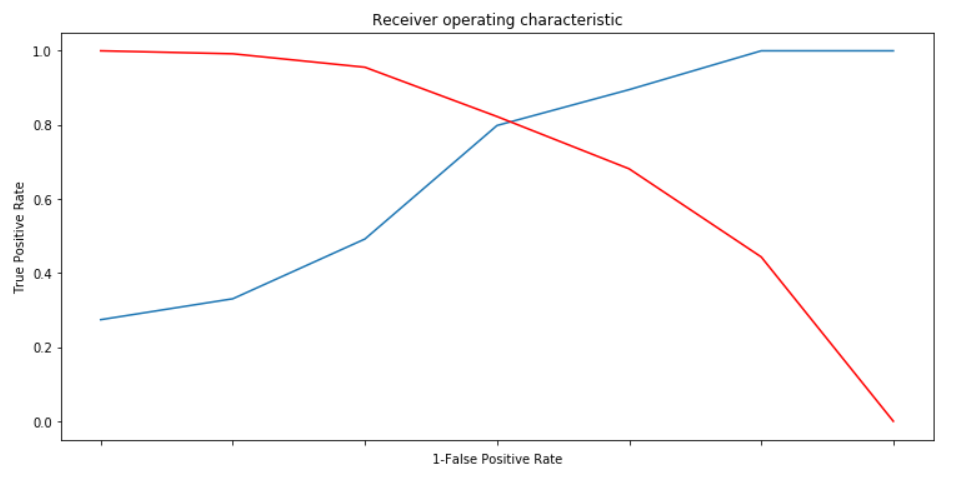 Receiver operating characteristic
1.0
0.8
0.6
0.4
0.2
0.0
True Positive Rate
1-False Positive Rate